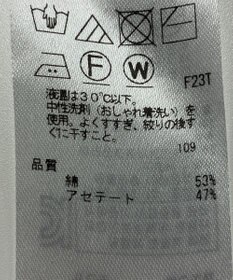 F
W
F23T
液温は30℃以下。
中性洗剤（おしゃれ着洗い）を
使用。よくすすぎ、絞りの後す
ぐに干すこと。
109
品質
綿 53%
アセテート 47%